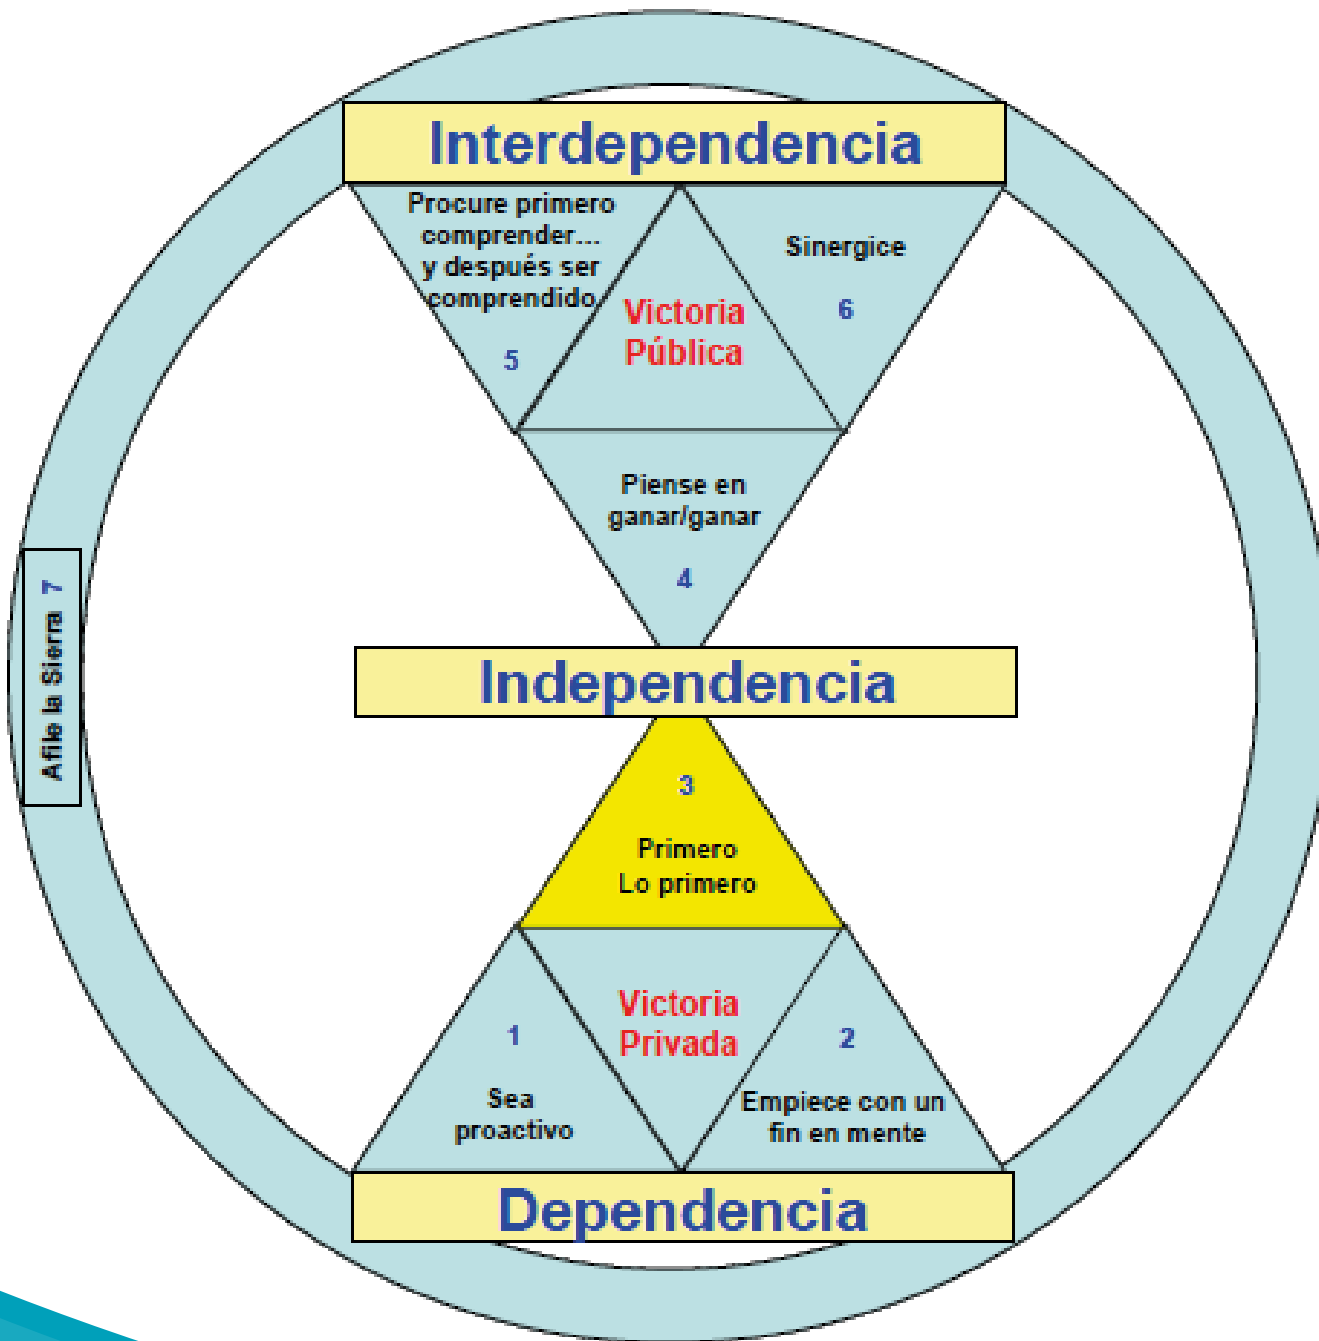 Interdependencia
Procure primero
comprender...
y después ser
comprendido
5
Victoria
Pública
Sinergice
6
Piense en
ganar/ganar
4
Afile la Sierra 7
Independencia
3
Primero
Lo primero
1
Sea
proactivo
Victoria
Privada
2
Empiece con un
fin en mente
Dependencia